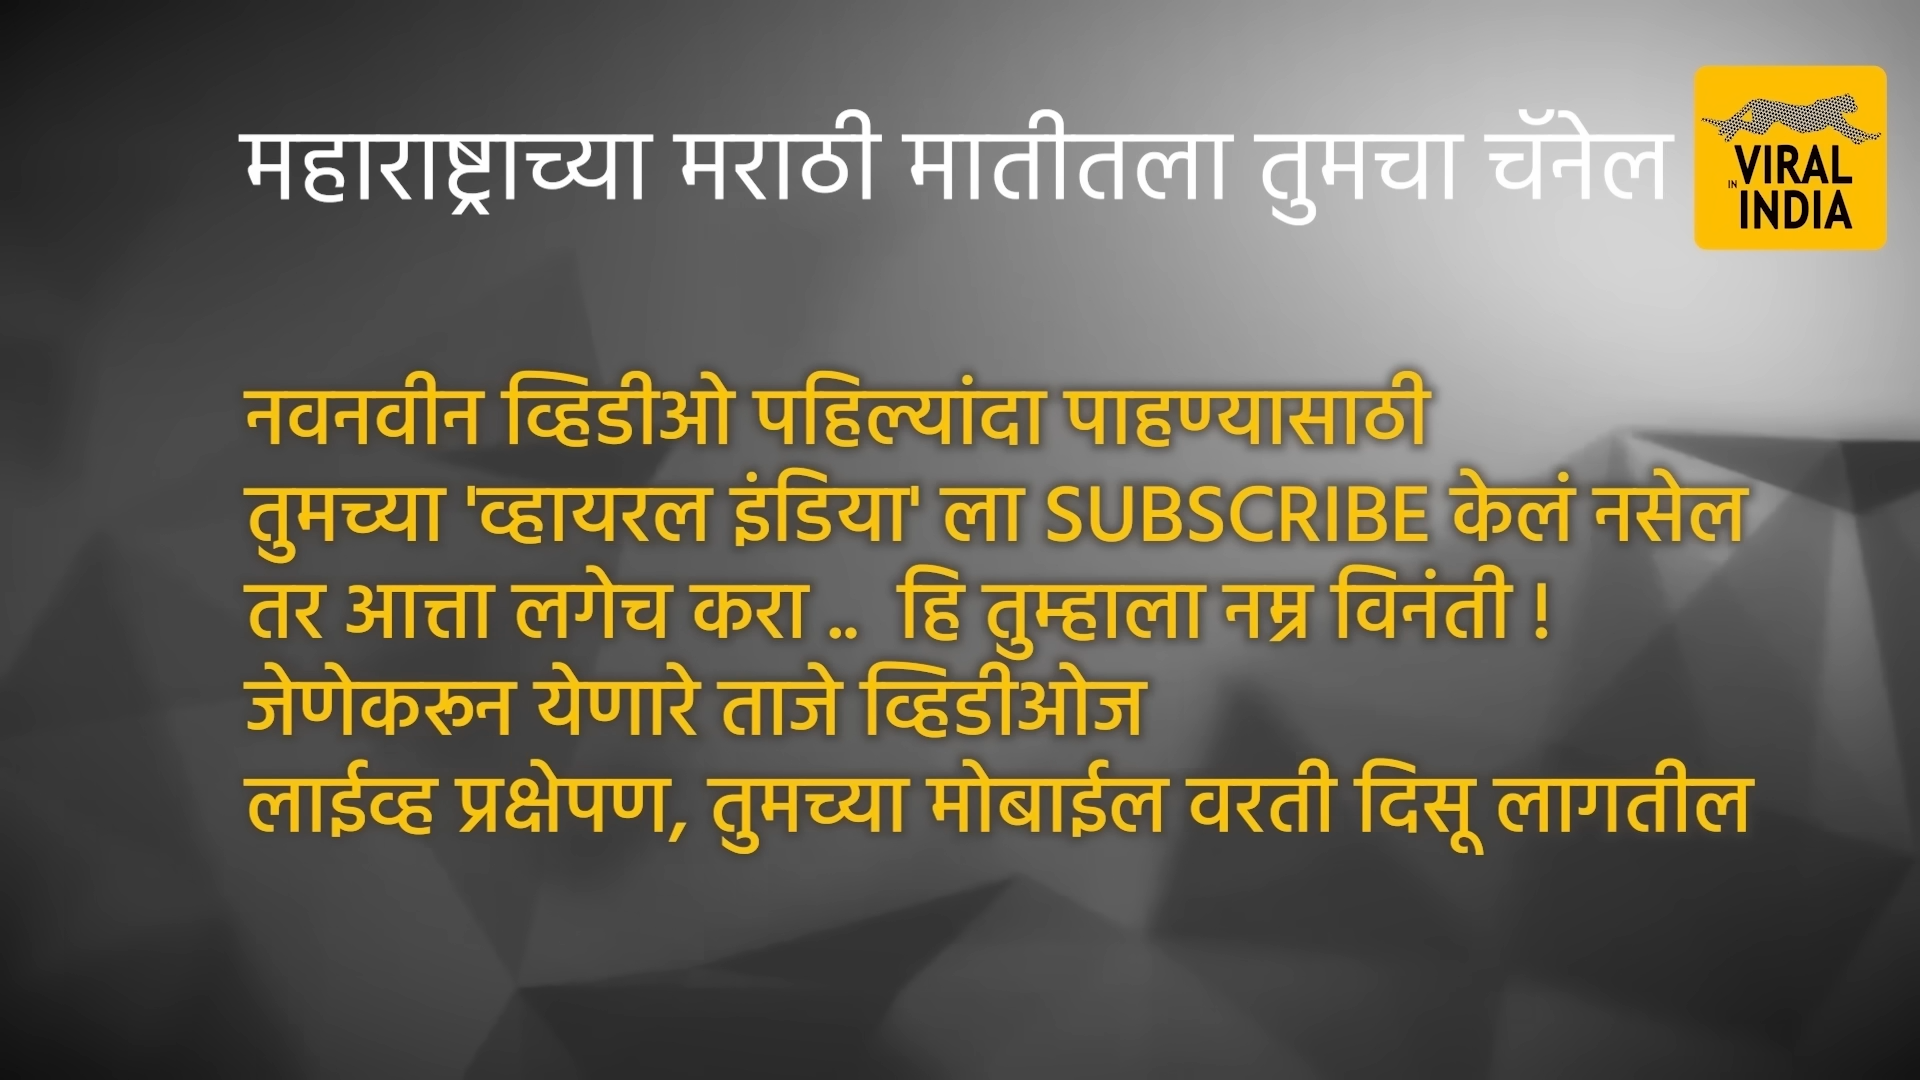 महाराष्ट्राच्या मराठी मातीतला तुमचा चॅनेल
VIRAL
IN
INDIA
नवनवीन व्हिडीओ पहिल्यांदा पाहण्यासाठी
तुमच्या 'व्हायरल इंडिया' ला SUBSCRIBE केलं नसेल
तर आत्ता लगेच करा .. हि तुम्हाला नम्र विनंती !
जेणेकरून येणारे ताजे व्हिडीओज
लाईव्ह प्रक्षेपण, तुमच्या मोबाईल वरती दिसू लागतील